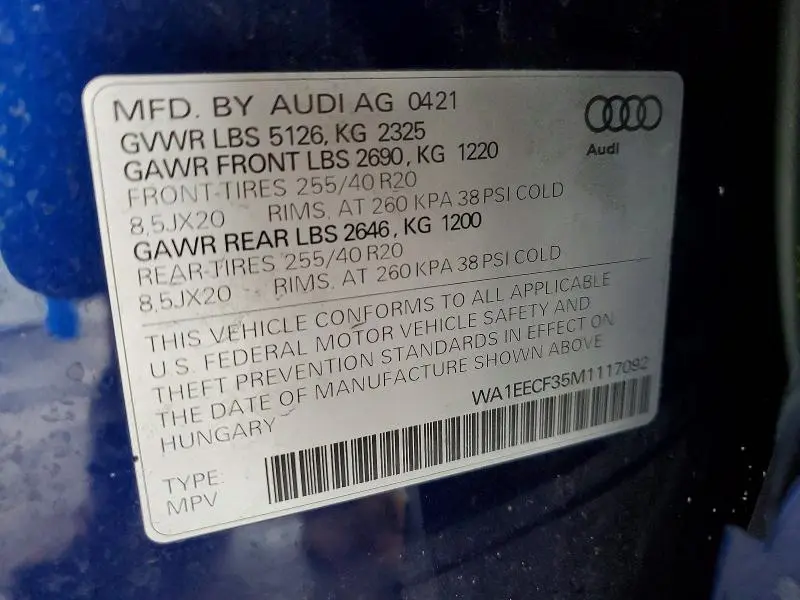 MFD. BY AUDI AG 0421
Audi
GVWR LBS 5126, KG 2325
GAWR FRONT LBS 2690, KG 1220
FRONT-TIRES 255/40 R20
8,5JX20 RIMS, AT 260 KPA 38 PSI COLD
GAWR REAR LBS 2646, KG 1200
REAR-TIRES 255/40 R20
8,5JX20 RIMS, AT 260 KPA 38 PSI COLD
THIS VEHICLE CONFORMS TO ALL APPLICABLE
U.S. FEDERAL MOTOR VEHICLE SAFETY AND
THEFT PREVENTION STANDARDS IN EFFECT ON
THE DATE OF MANUFACTURE SHOWN ABOVE
HUNGARY
WA1EECF35M1117092
TYPE:
MPV